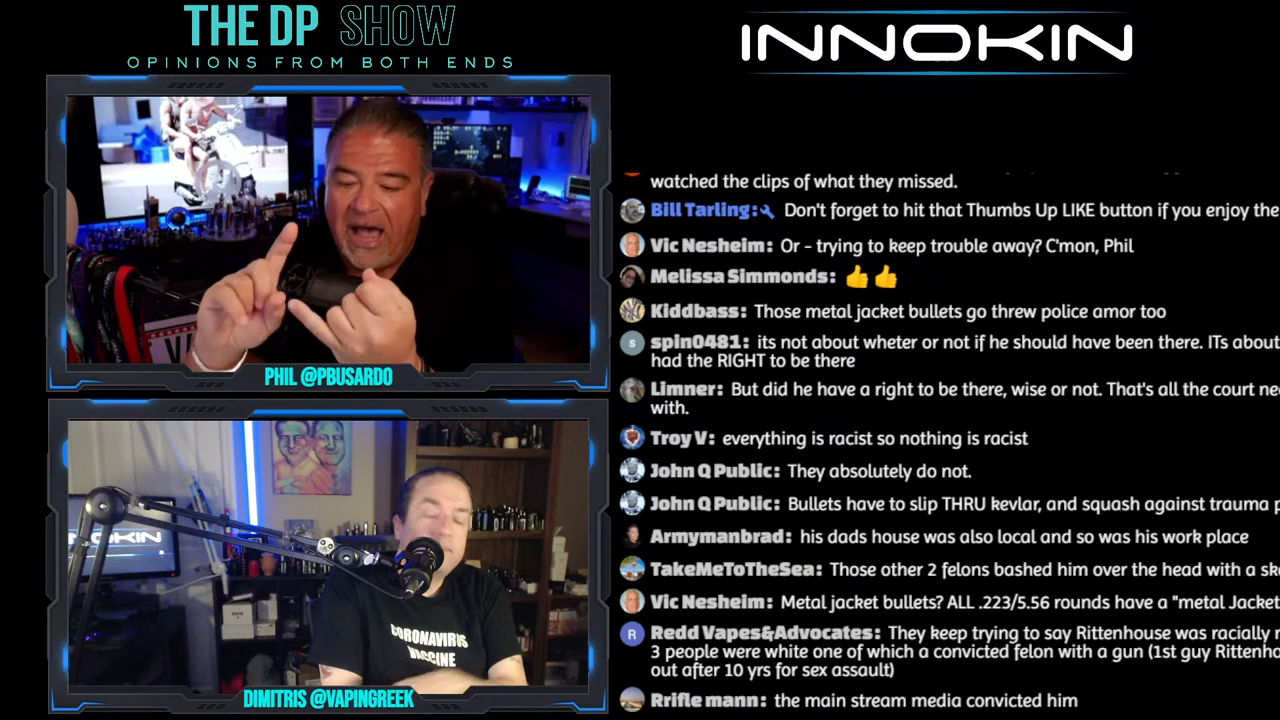 THE DP SHOW
OPINIONS FROM BOTH ENDS
INNOKIN
PHIL @PBUSARDO
INNOKIN
CORONAVIRUS
VACCINE
DIMITRIS @VAPINGREEK
watched the clips of what they missed.
Bill Tarling: Don't forget to hit that Thumbs Up LIKE button if you enjoy the
Vic Nesheim: Or - trying to keep trouble away? C'mon, Phil
Melissa Simmonds: 👍👍
Kiddbass: Those metal jacket bullets go threw police amor too
S spin0481: its not about wheter or not if he should have been there. ITs about
had the RIGHT to be there
Limner: But did he have a right to be there, wise or not. That's all the court
with.
Troy V: everything is racist so nothing is racist
John Q Public: They absolutely do not.
John Q Public: Bullets have to slip THRU kevlar, and squash against trauma
Armymanbrad: his dads house was also local and so was his work place
TakeMeToTheSea: Those other 2 felons bashed him over the head with a
Vic Nesheim: Metal jacket bullets? ALL .223/5.56 rounds have a "metal Jacket
R Redd Vapes&Advocates: They keep trying to say Rittenhouse was racially
3 people were white one of which a convicted felon with a gun (1st guy
out after 10 yrs for sex assault)
Rrifle mann: the main stream media convicted him